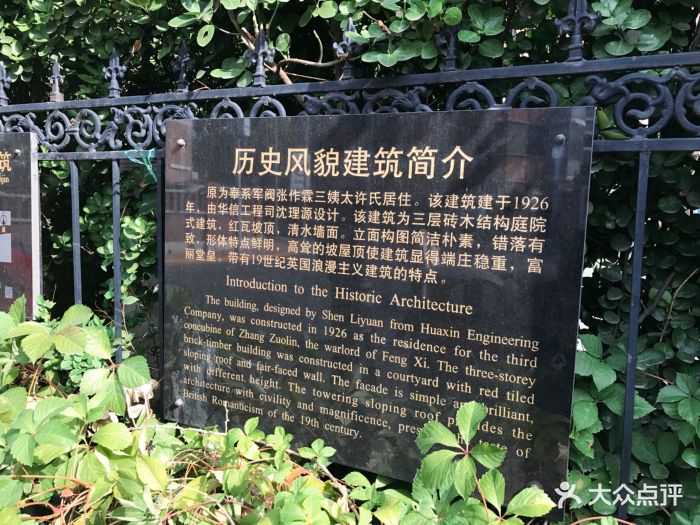 历史风貌建筑简介
原为奉系军阀张作霖三姨太许氏居住。该建筑建于1926
年，由华信工程司沈理源设计。该建筑为三层砖木结构庭院
式建筑，红瓦坡顶，清水墙面。立面构图简洁朴素，错落有
致，形体特点鲜明，高耸的坡屋顶使建筑显得端庄稳重，富
丽堂皇，带有19世纪英国浪漫主义建筑的特点。
Introduction to the Historic Architecture
The building, designed by Shen Liyuan from Huaxin Engineering
Company, was constructed in 1926 as the residence for the third
concubine of Zhang Zuolin, the warlord of Feng Xi. The three-storey
brick-timber building was constructed in a courtyard with red tiled
sloping roof and fair-faced wall. The facade is simple but brilliant,
with different height. The towering sloping roof provides the
architecture with civility and magnificence, of
British Romanticism of the 19th century.
筑
大众点评